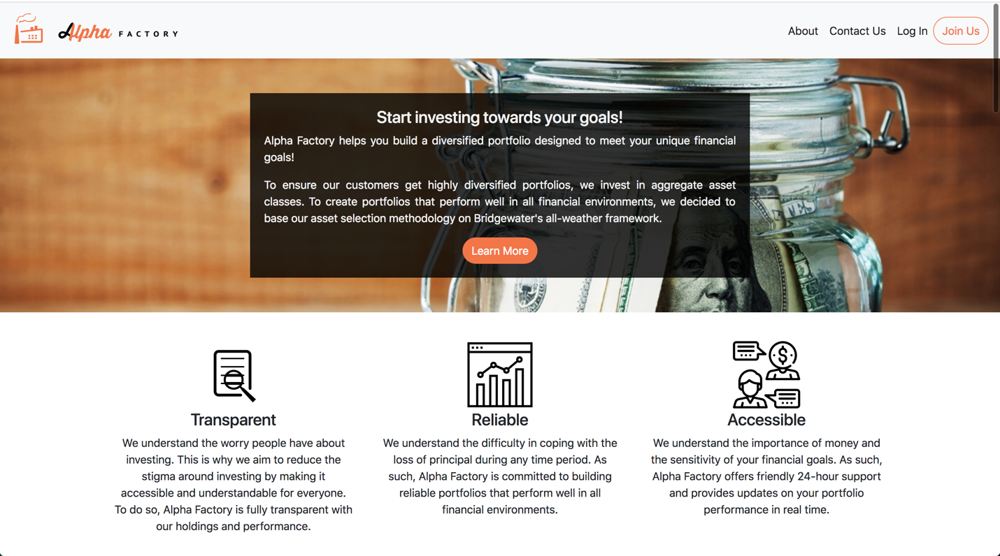 Alpha FACTORY
About Contact Us Log In Join Us
Start investing towards your goals!
Alpha Factory helps you build a diversified portfolio designed to meet your unique financial
goals!
To ensure our customers get highly diversified portfolios, we invest in aggregate asset
classes. To create portfolios that perform well in all financial environments, we decided to
base our asset selection methodology on Bridgewater's all-weather framework.
Learn More
Transparent
We understand the worry people have about
investing. This is why we aim to reduce the
stigma around investing by making it
accessible and understandable for everyone.
To do so, Alpha Factory is fully transparent with
our holdings and performance.
Reliable
We understand the difficulty in coping with the
loss of principal during any time period. As
such, Alpha Factory is committed to building
reliable portfolios that perform well in all
financial environments.
Accessible
We understand the importance of money and
the sensitivity of your financial goals. As such,
Alpha Factory offers friendly 24-hour support
and provides updates on your portfolio
performance in real time.